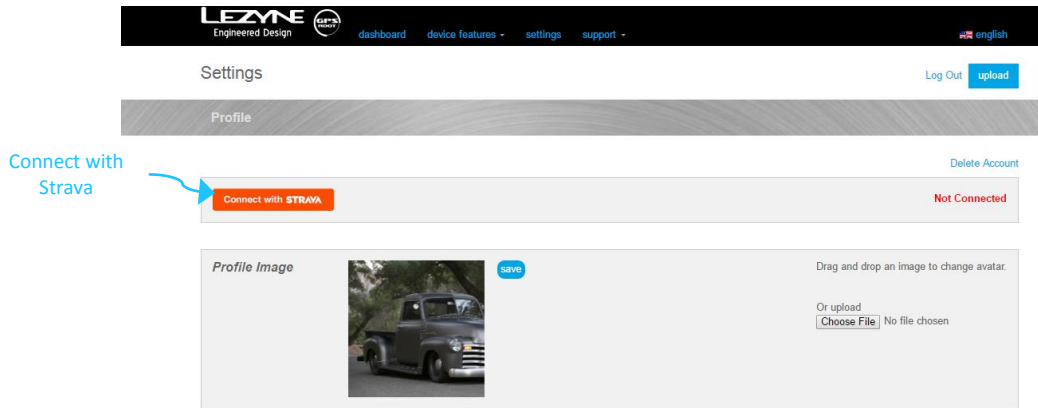 LEZYNE
Engineered Design
GPS
ROOT
dashboard device features settings support english
Settings
Log Out upload
Profile
Connect with
Strava
Delete Account
Connect with STRAVA
Not Connected
Profile Image
save
Drag and drop an image to change avatar.
Or upload
Choose File No file chosen